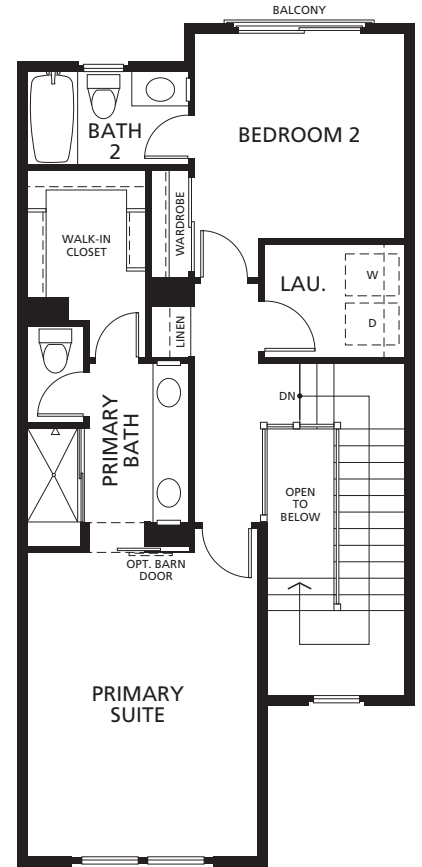 BALCONY
BATH
2
BEDROOM 2
WALK-IN
CLOSET
WARDROBE
LAU.
W
D
LINEN
DN
PRIMARY
BATH
OPEN
TO
BELOW
OPT. BARN
DOOR
PRIMARY
SUITE